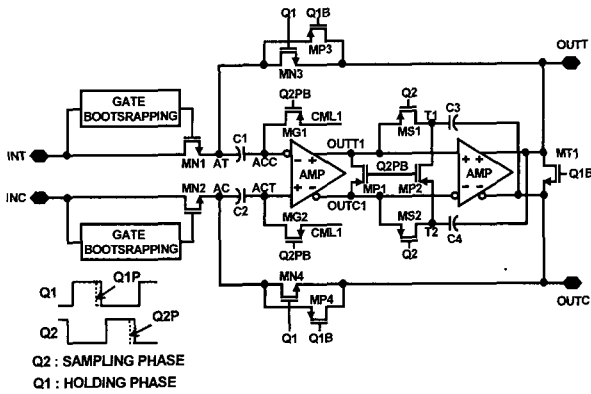 Q1 Q1B
MP3
MN3
OUTT
GATE
BOOTSRAPPING
Q2PB
CML1
MG1
C1
Q2
MS1
T1
C3
INT
MN1
AT
ACC
OUTT1
AMP
Q2PB
MP1
MP2
AMP
MT1
Q1B
INC
MN2
AC
ACT
C2
OUTC1
MS2
T2
C4
MG2
CML1
Q2PB
Q2
GATE
BOOTSRAPPING
MN4
MP4
OUTC
Q1
Q1B
Q1
Q1P
Q2
Q2P
Q2 : SAMPLING PHASE
Q1 : HOLDING PHASE